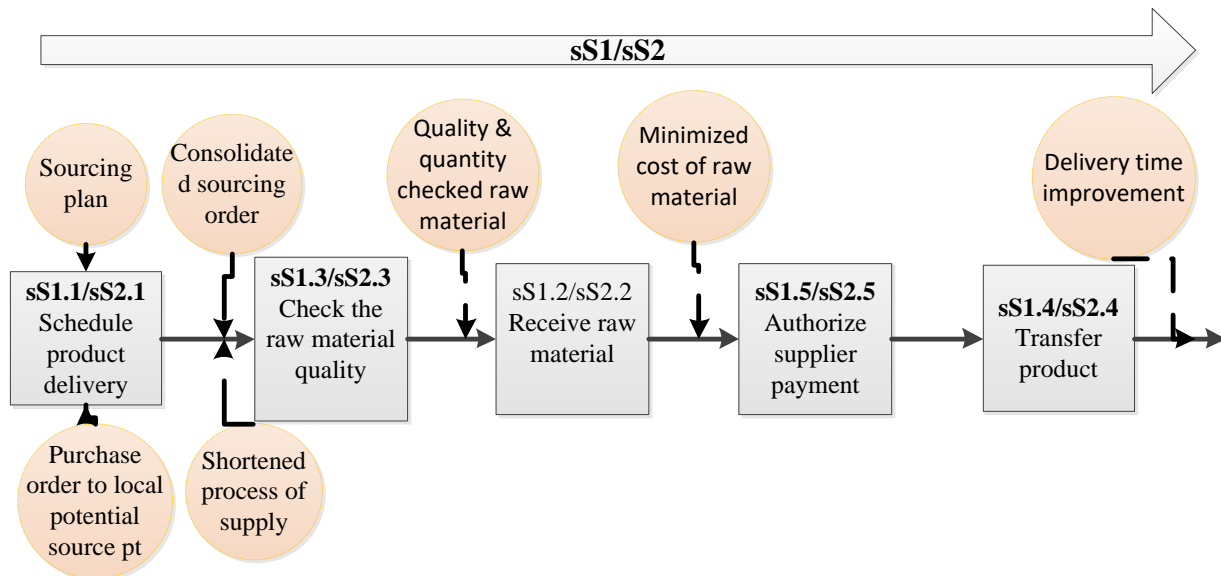 sS1/sS2
Sourcing
plan
Consolidate
d sourcing
order
Quality &
quantity
checked raw
material
Minimized
cost of raw
material
Delivery time
improvement
sS1.1/sS2.1
Schedule
product
delivery
sS1.3/sS2.3
Check the
raw material
quality
sS1.2/sS2.2
Receive raw
material
sS1.5/sS2.5
Authorize
supplier
payment
sS1.4/sS2.4
Transfer
product
Purchase
order to local
potential
source pt
Shortened
process of
supply